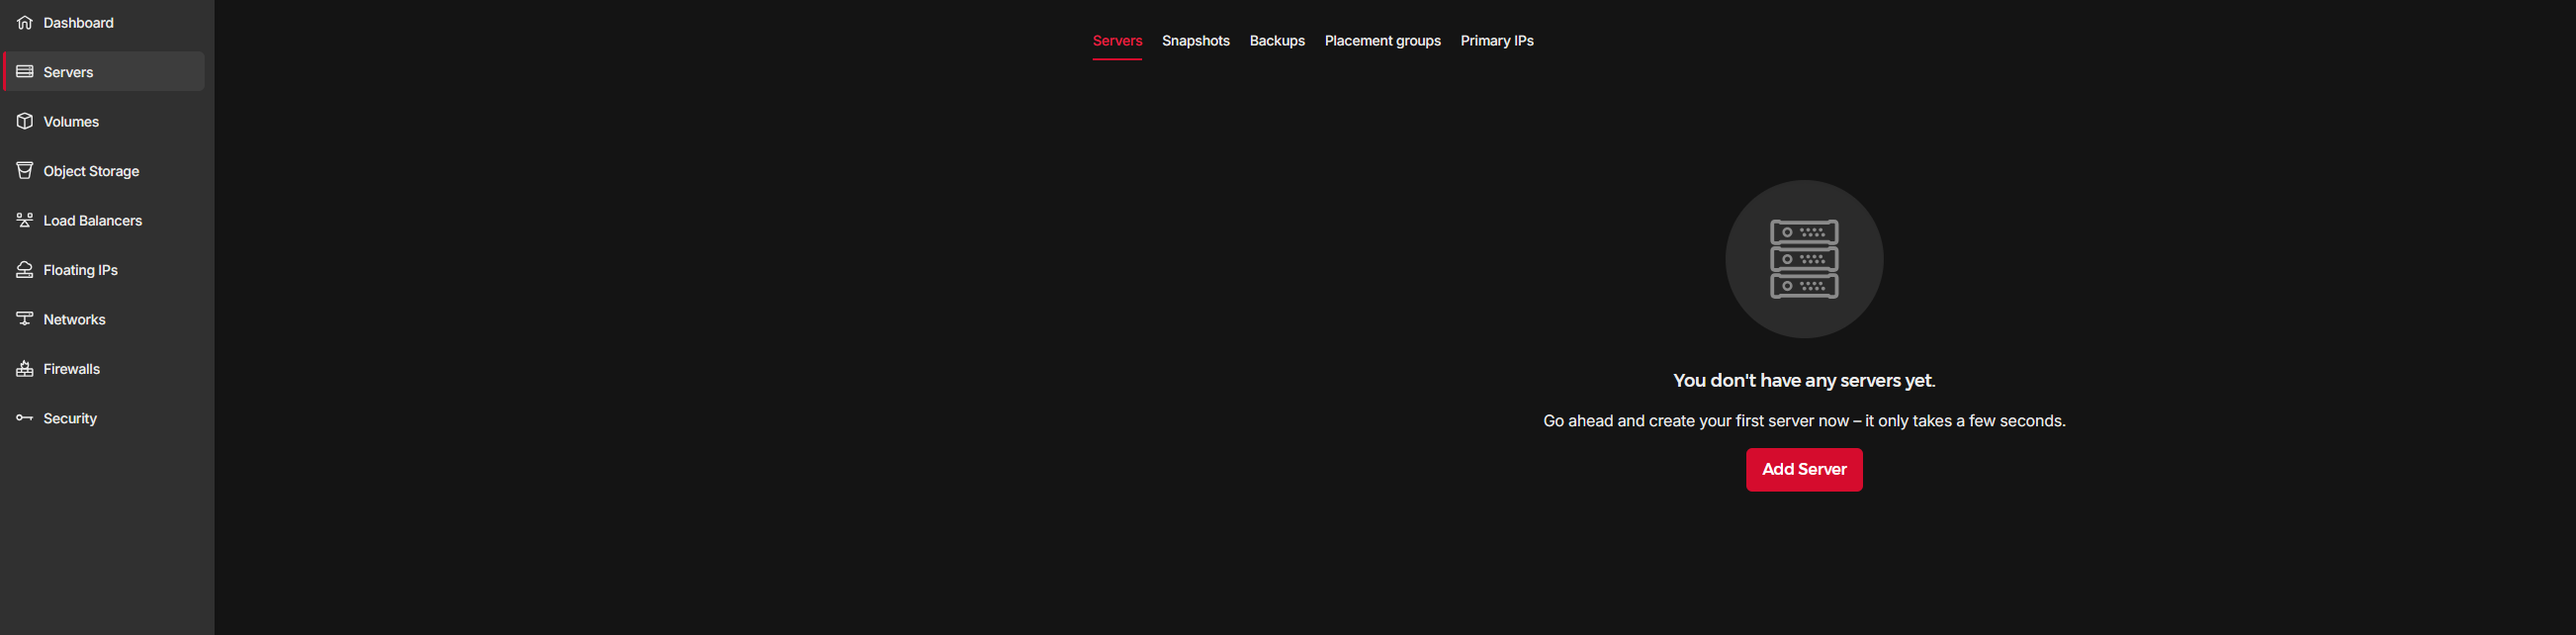 Dashboard
Servers
Volumes
Object Storage
Load Balancers
Floating IPs
Networks
Firewalls
Security
Servers Snapshots Backups Placement groups Primary IPs
You don't have any servers yet.
Go ahead and create your first server now – it only takes a few seconds.
Add Server